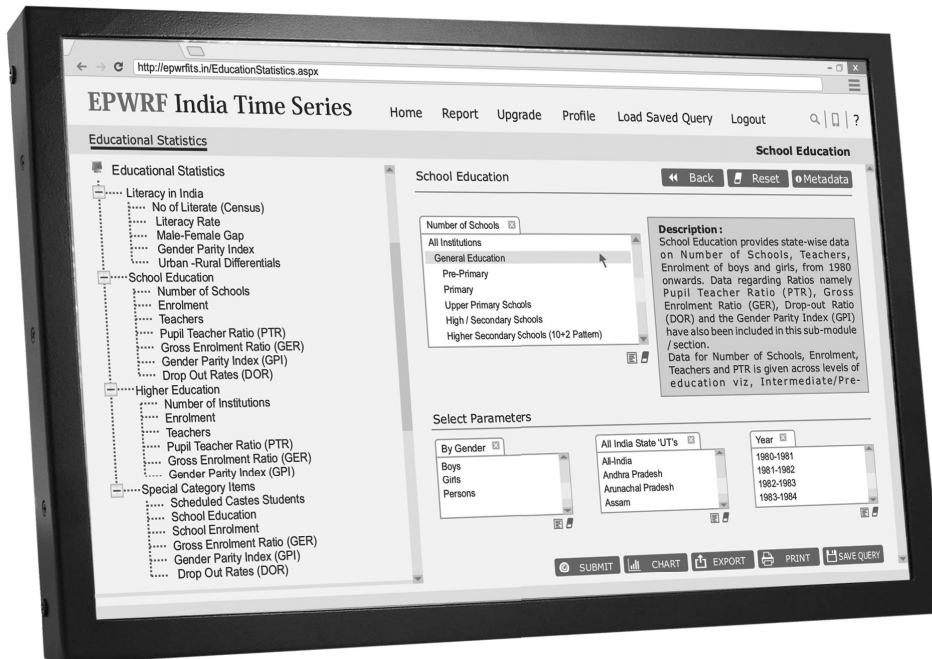 http://epwrfits.in/EducationStatistics.aspx
EPWRF India Time Series
Home Report Upgrade Profile Load Saved Query Logout ?
Educational Statistics
School Education
Educational Statistics
Literacy in India
No of Literate (Census)
Literacy Rate
Male-Female Gap
Gender Parity Index
Urban -Rural Differentials
School Education
Number of Schools
Enrolment
Teachers
Pupil Teacher Ratio (PTR)
Gross Enrolment Ratio (GER)
Gender Parity Index (GPI)
Drop Out Rates (DOR)
Higher Education
Number of Institutions
Enrolment
Teachers
Pupil Teacher Ratio (PTR)
Gross Enrolment Ratio (GER)
Gender Parity Index (GPI)
Special Category Items
Scheduled Castes Students
School Education
School Enrolment
Gross Enrolment Ratio (GER)
Gender Parity Index (GPI)
Drop Out Rates (DOR)
School Education
Back Reset Metadata
Number of Schools
All Institutions
General Education
Pre-Primary
Primary
Upper Primary Schools
High / Secondary Schools
Higher Secondary Schools (10+2 Pattern)
Description :
School Education provides state-wise data
on Number of Schools, Teachers,
Enrolment of boys and girls, from 1980
onwards. Data regarding Ratios namely
Pupil Teacher Ratio (PTR), Gross
Enrolment Ratio (GER), Drop-out Ratio
(DOR) and the Gender Parity Index (GPI)
have also been included in this sub-module
/ section.
Data for Number of Schools, Enrolment,
Teachers and PTR is given across levels of
education viz, Intermediate/Pre-
Select Parameters
By Gender
Boys
Girls
Persons
All India State 'UT's
All-India
Andhra Pradesh
Arunachal Pradesh
Assam
Year
1980-1981
1981-1982
1982-1983
1983-1984
SUBMIT CHART EXPORT PRINT SAVE QUERY